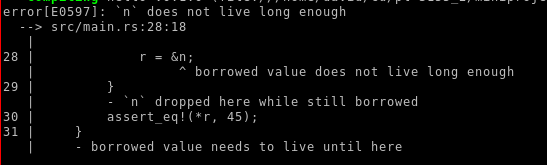 error[E0597]: `n` does not live long enough
  --> src/main.rs:28:18
   |
28 |             r = &n;
   |                  ^ borrowed value does not live long enough
29 |         }
   |         - `n` dropped here while still borrowed
30 |         assert_eq!(*r, 45);
31 |     }
   |     - borrowed value needs to live until here